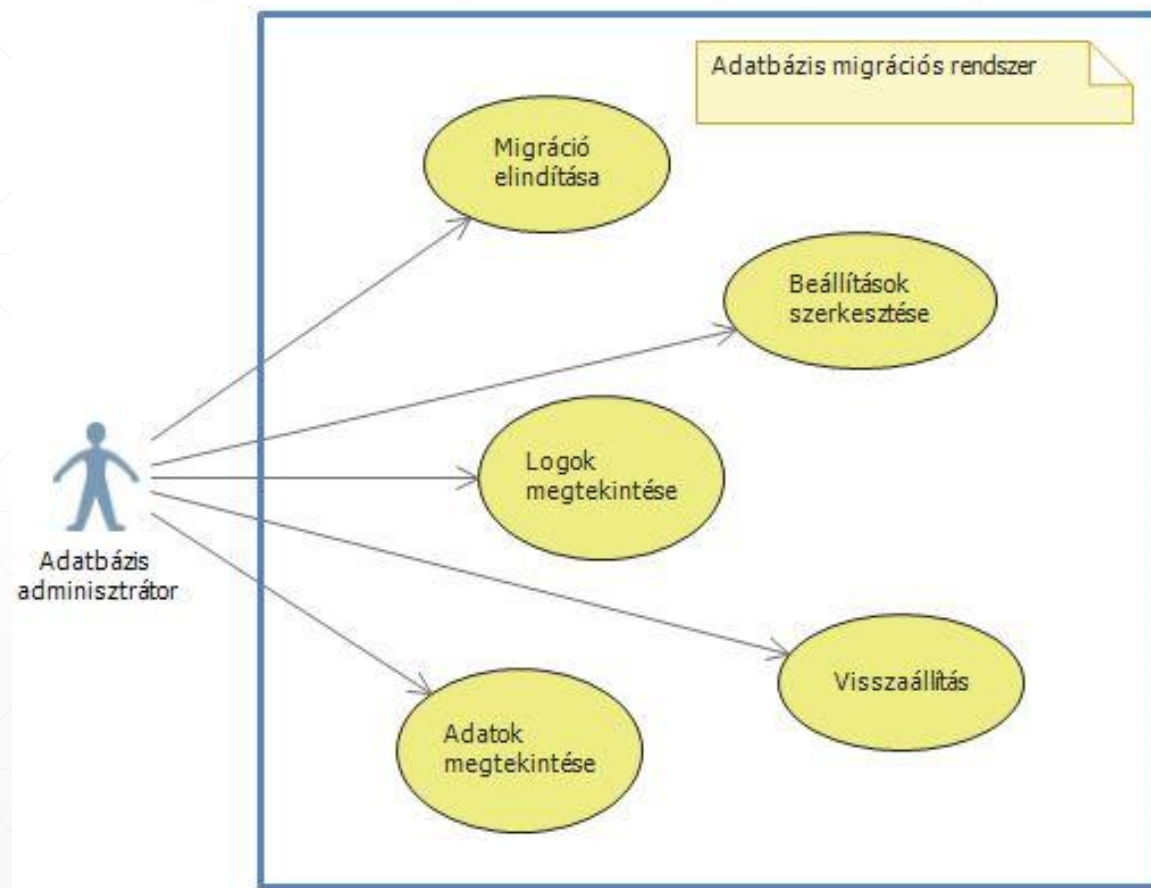 Adatbázis migrációs rendszer
Migráció
elindítása
Beállítások
szerkesztése
Logok
megtekintése
Adatbázis
adminisztrátor
Visszaállítás
Adatok
megtekintése